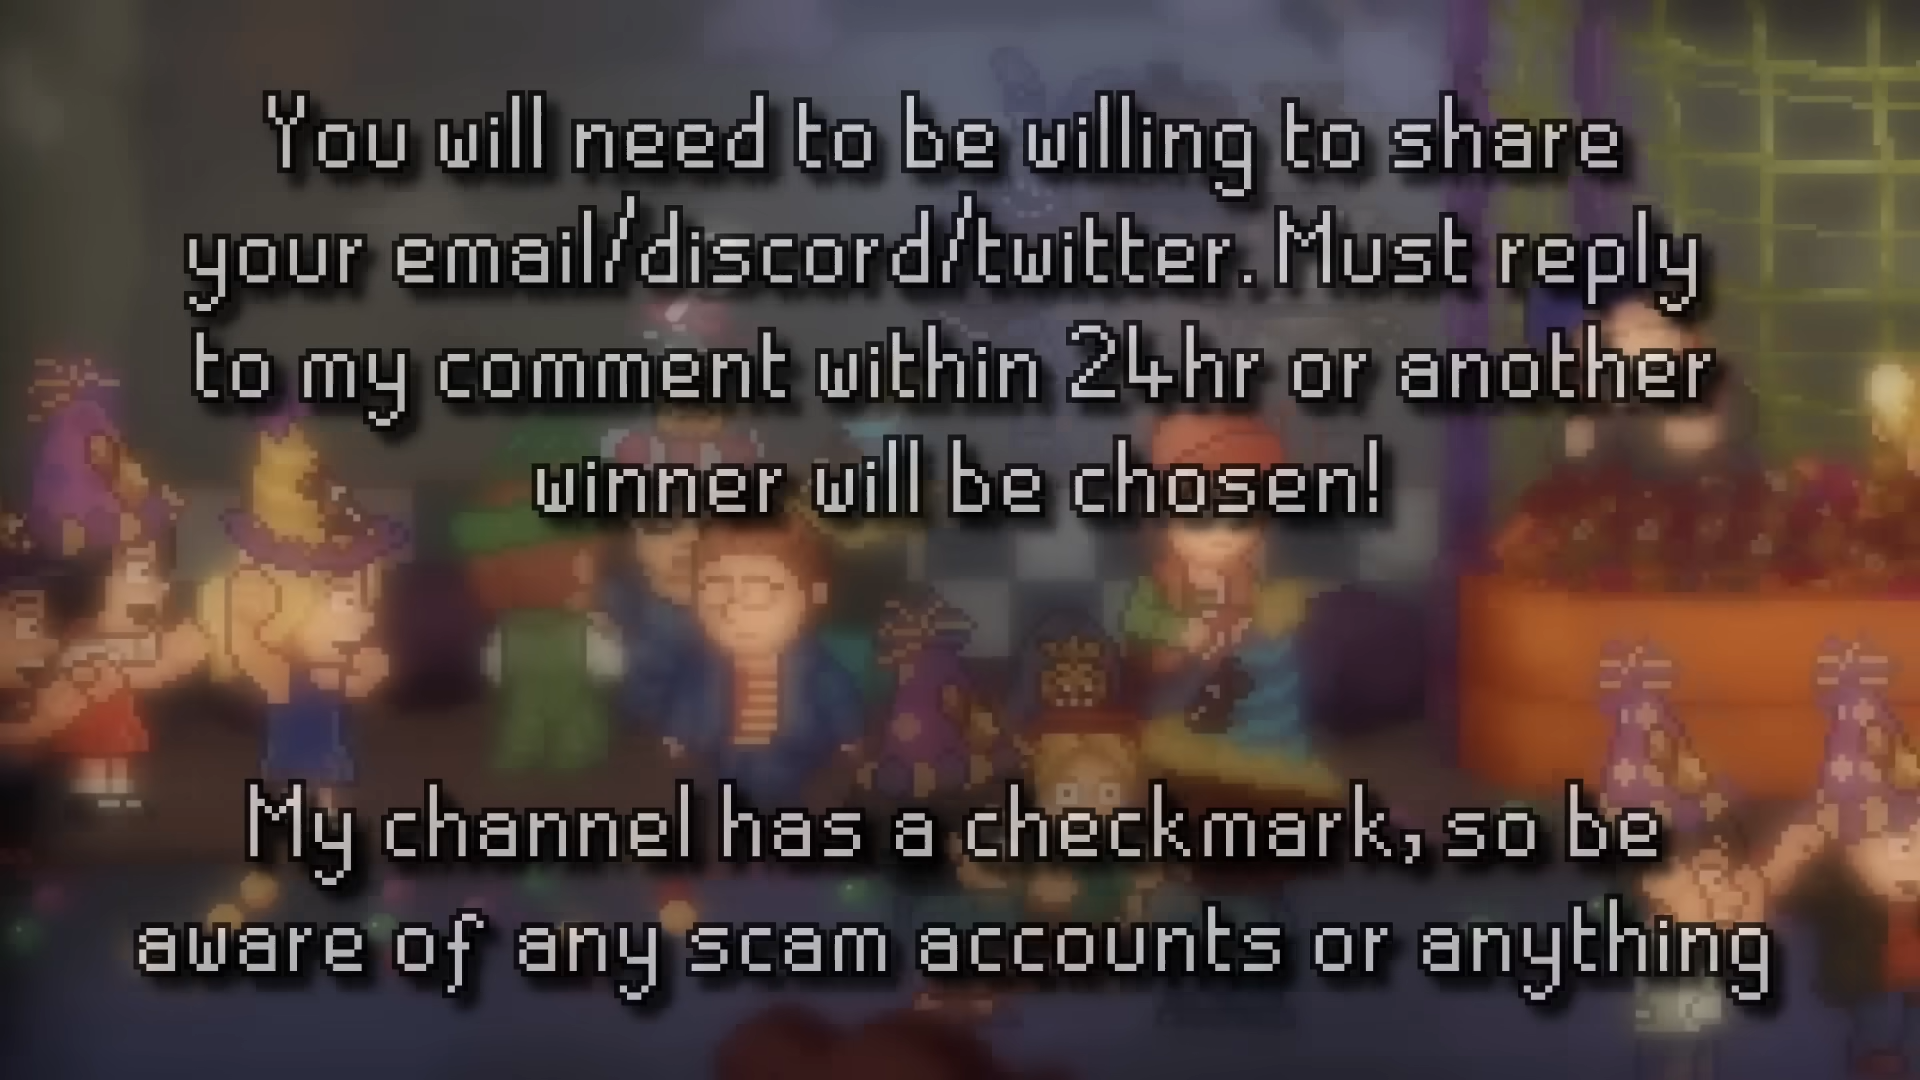 You will need to be willing to share
your email/discord/twitter. Must reply
to my comment within 24hr or another
winner will be chosen!
My channel has a checkmark, so be
aware of any scam accounts or anything